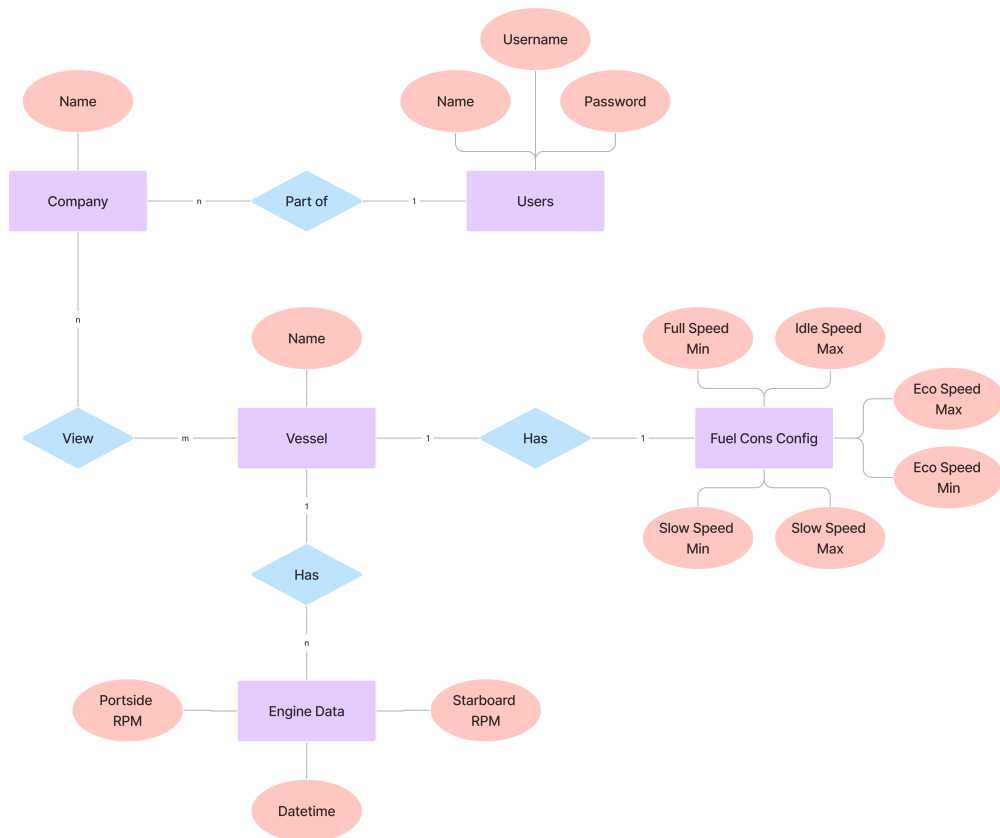 Username
Name
Name
Password
Company
n
Part of
1
Users
n
Name
Full Speed
Min
Idle Speed
Max
Eco Speed
Max
View
m
Vessel
1
Has
1
Fuel Cons Config
Eco Speed
Min
1
Slow Speed
Min
Slow Speed
Max
Has
n
Portside
RPM
Engine Data
Starboard
RPM
Datetime